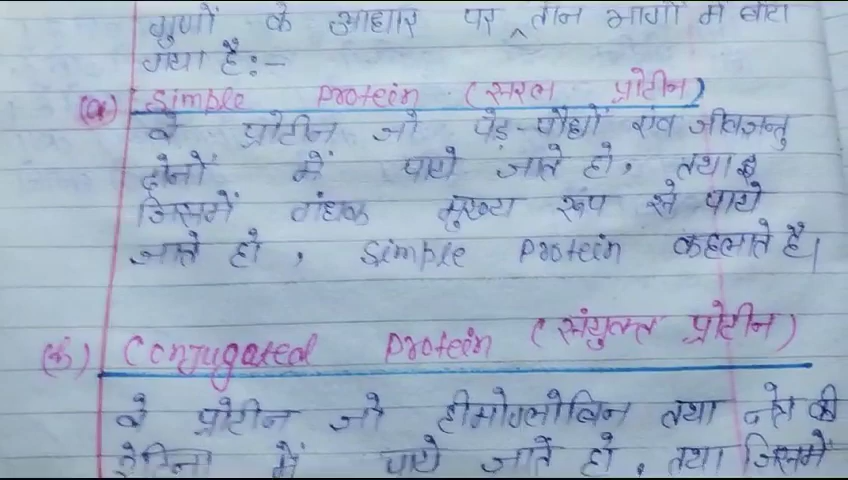 गुणों के आधार पर तीन भागों में बांटा
गया है:-
(a) Simple Protein (सरल प्रोटीन)
वे प्रोटीन जो पेड़-पौधों एवं जीवजन्तु
दोनों में पाये जाते हो, तथा
जिसमें गंधक मुख्य रूप से पाये
जाते हो, Simple Protein कहलाते है।
(b) Conjugated Protein (संयुक्त प्रोटीन)
वे प्रोटीन जो हीमोग्लोबिन तथा नेत्र की
रेटिना में पाये जाते हो, तथा जिसमें